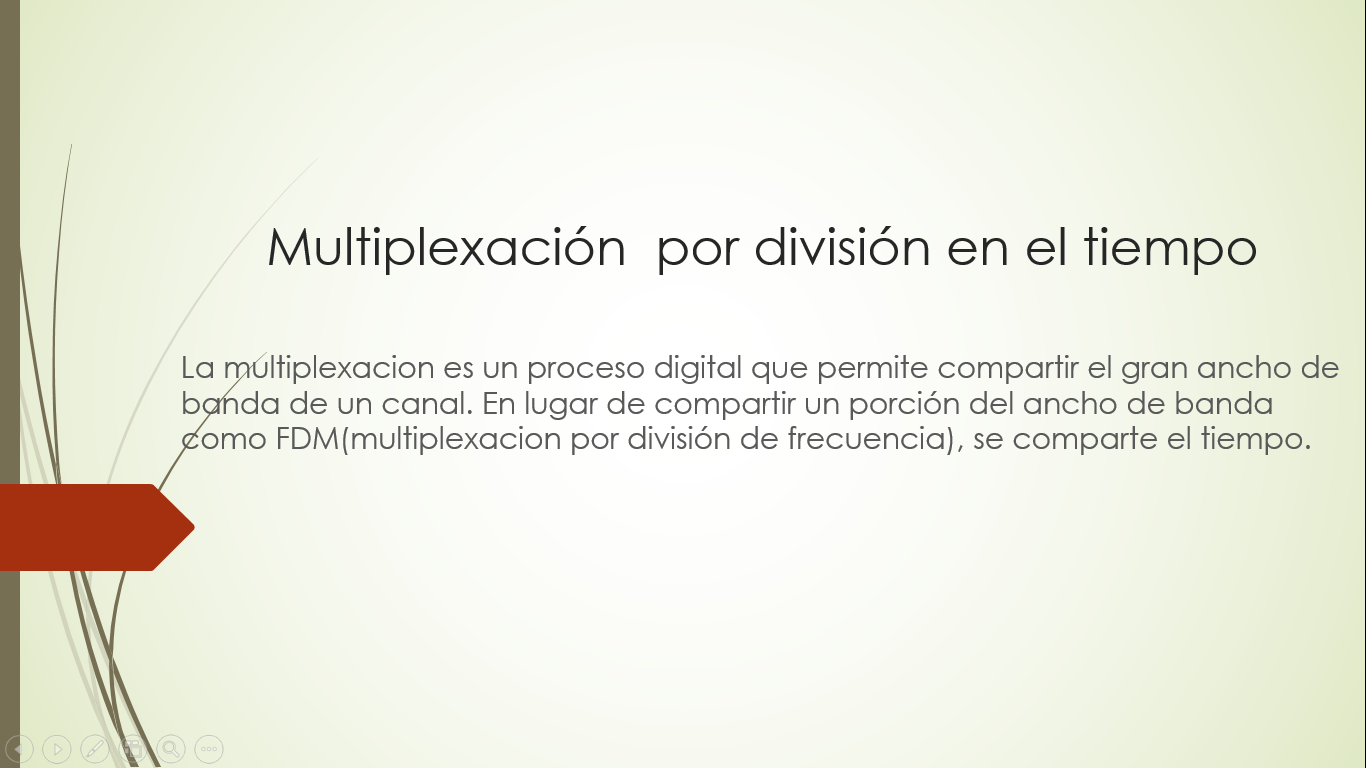 Multiplexación  por división en el tiempo
La multiplexacion es un proceso digital que permite compartir el gran ancho de
banda de un canal. En lugar de compartir un porción del ancho de banda
como FDM(multiplexacion por división de frecuencia), se comparte el tiempo.